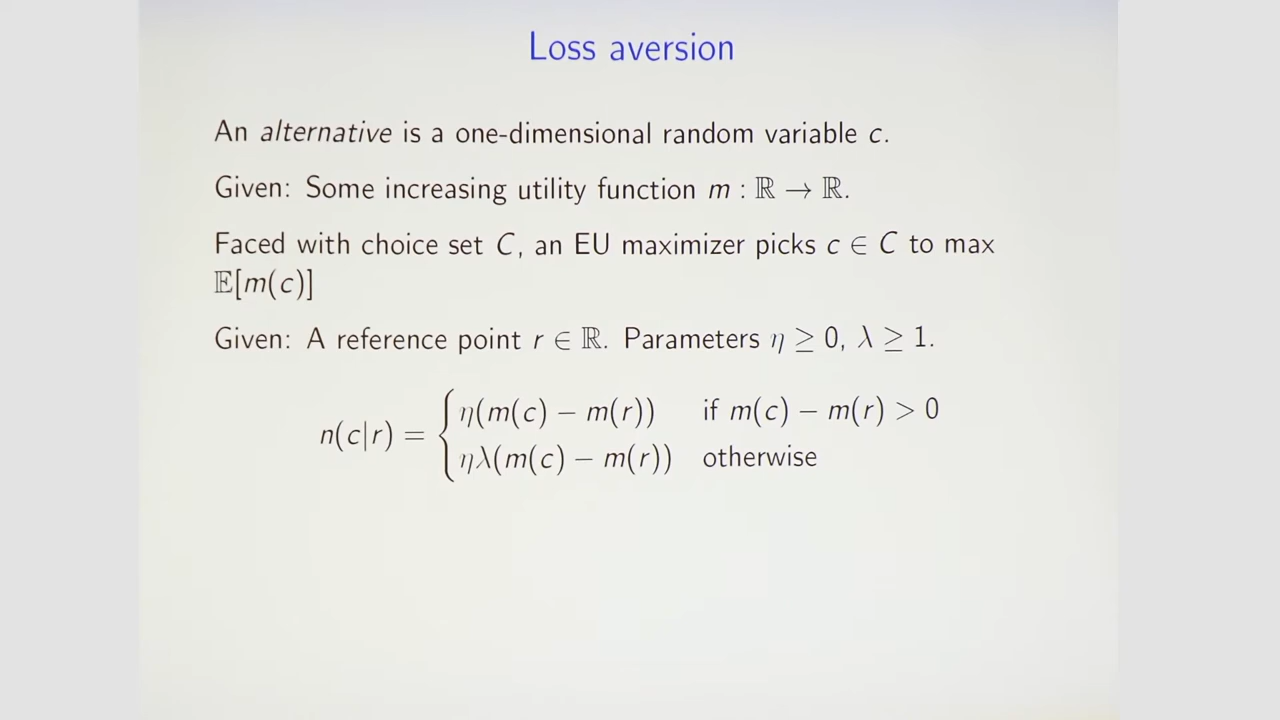 Loss aversion
An alternative is a one-dimensional random variable c.
Given: Some increasing utility function m : ℝ → ℝ.
Faced with choice set C, an EU maximizer picks c ∈ C to max
𝔼[m(c)]
Given: A reference point r ∈ ℝ. Parameters η ≥ 0, λ ≥ 1.
n(c|r) = { η(m(c) − m(r)) if m(c) − m(r) > 0
ηλ(m(c) − m(r)) otherwise